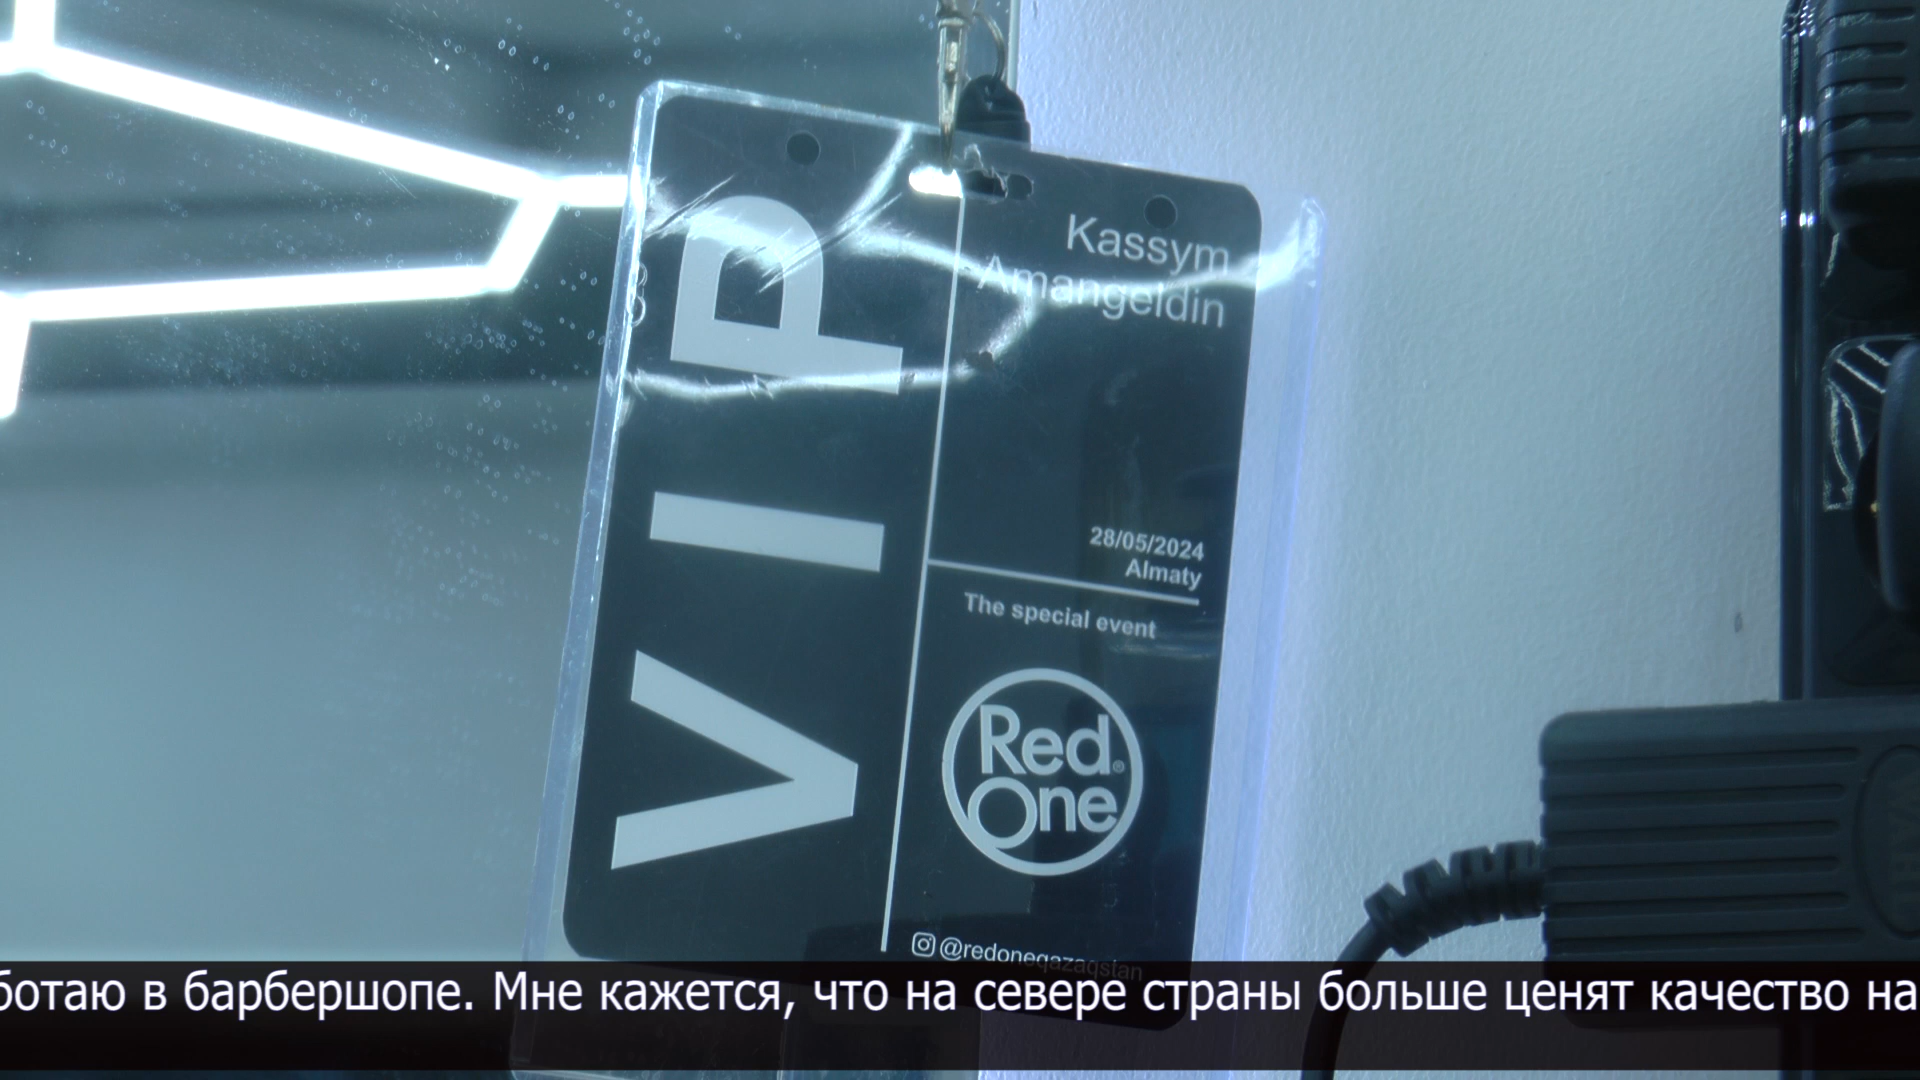 VIP
Kassym
Amangeldin
28/05/2024
Almaty
The special event
Red®
One
@redoneqazaqstan
ботаю в барбершопе. Мне кажется, что на севере страны больше ценят качество на